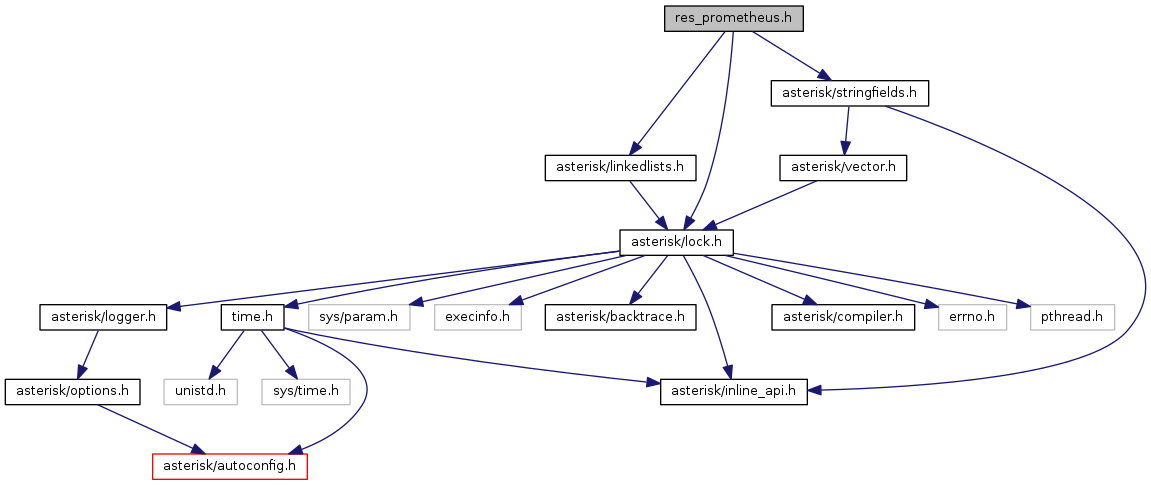 res_prometheus.h
asterisk/stringfields.h
asterisk/linkedlists.h
asterisk/vector.h
asterisk/lock.h
asterisk/logger.h
time.h
sys/param.h
execinfo.h
asterisk/backtrace.h
asterisk/compiler.h
errno.h
pthread.h
asterisk/options.h
unistd.h
sys/time.h
asterisk/inline_api.h
asterisk/autoconfig.h